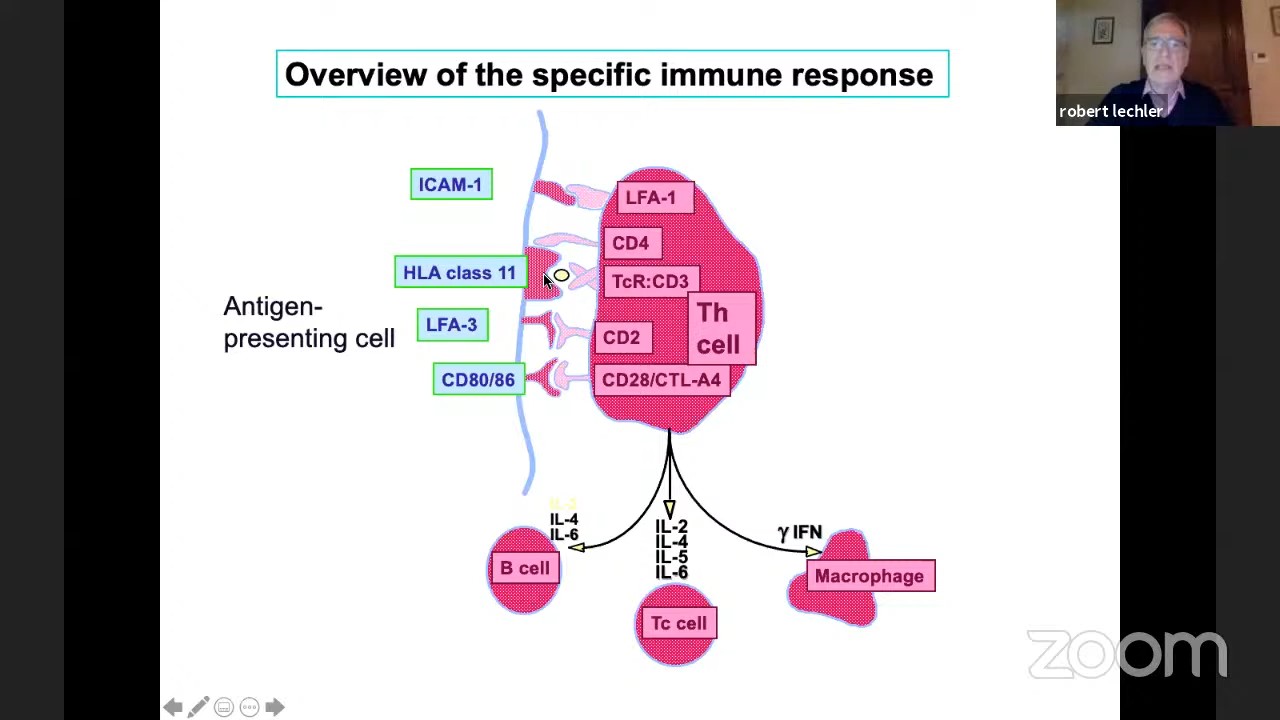 Overview of the specific immune response
robert lechler
ICAM-1
LFA-1
CD4
HLA class 11
TcR:CD3
Antigen-
presenting cell
LFA-3
CD2
Th
cell
CD80/86
CD28/CTL-A4
IL-4
IL-6
B cell
IL-2
IL-4
IL-5
IL-6
Tc cell
γ IFN
Macrophage
zoom